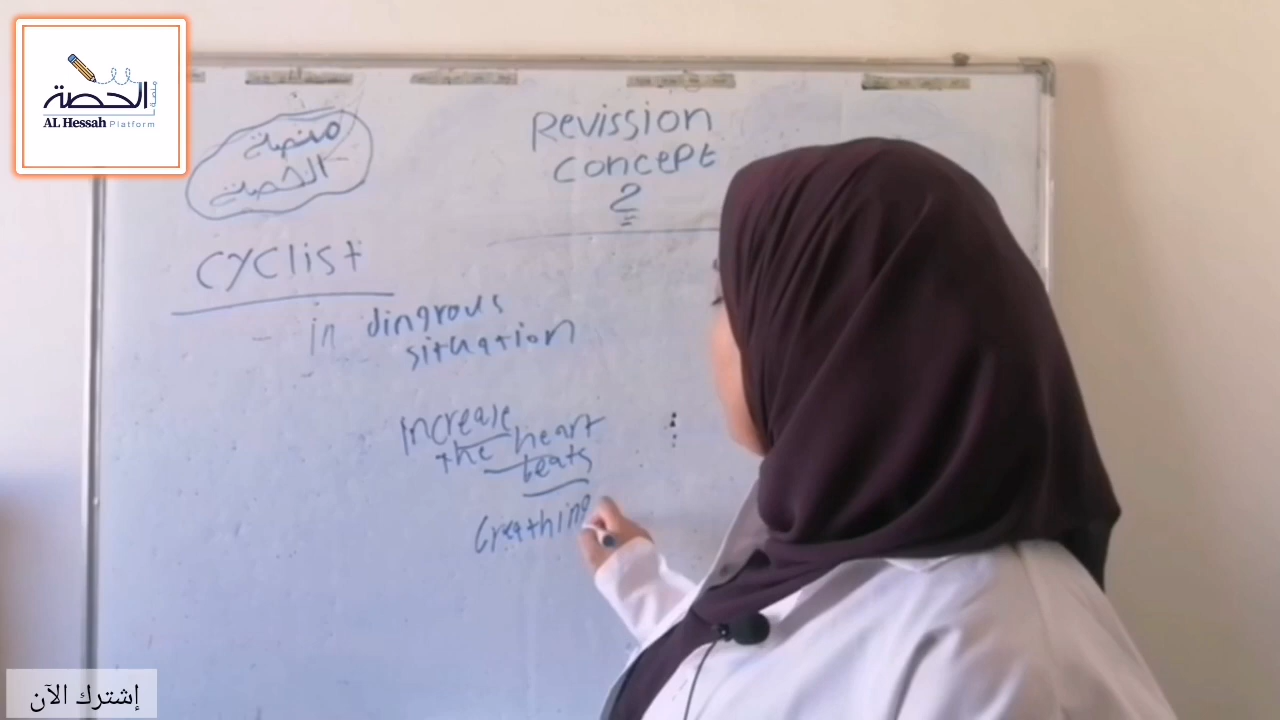 الحصة
منصة
AL Hessah Platform
منصة
الحصة
Revission
concept
2
cyclist
- in dingrous
situation
increase
the heart
beats
breathing
إشترك الآن